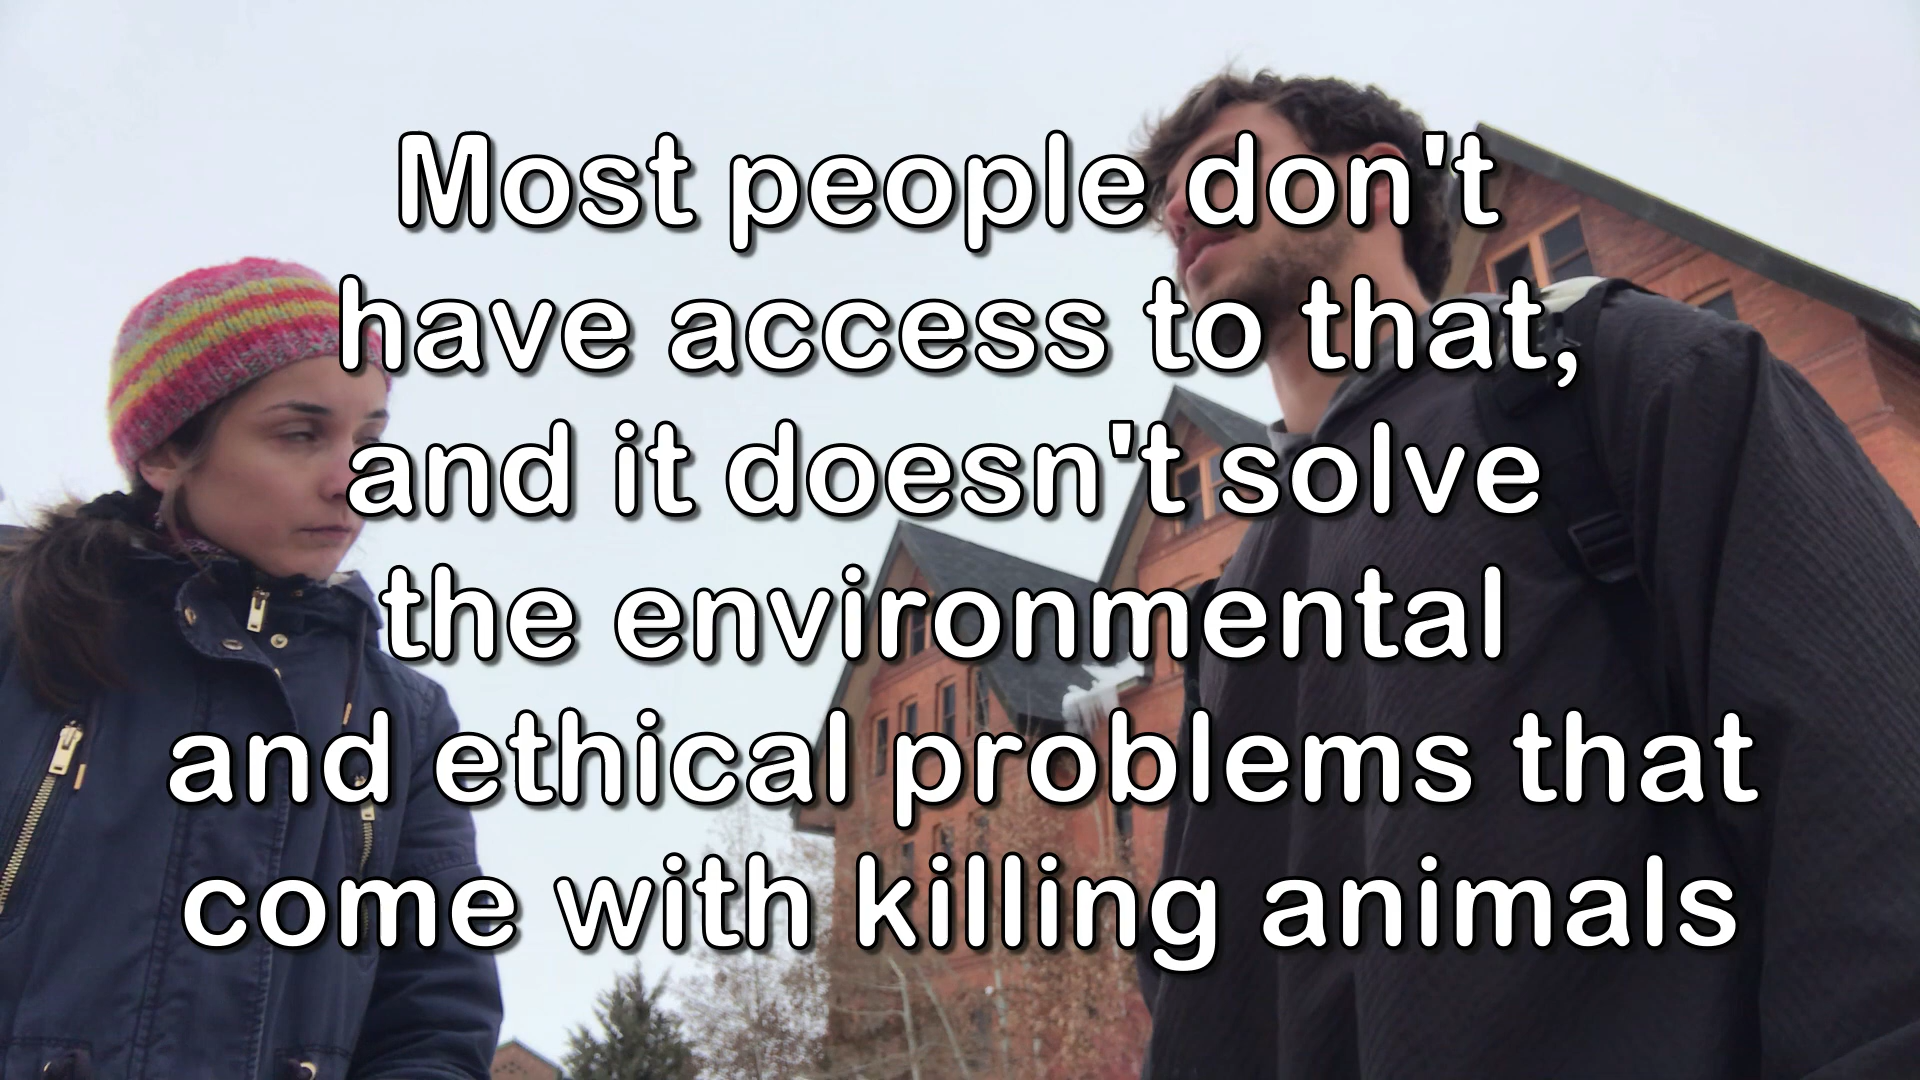 Most people don't
have access to that,
and it doesn't solve
the environmental
and ethical problems that
come with killing animals